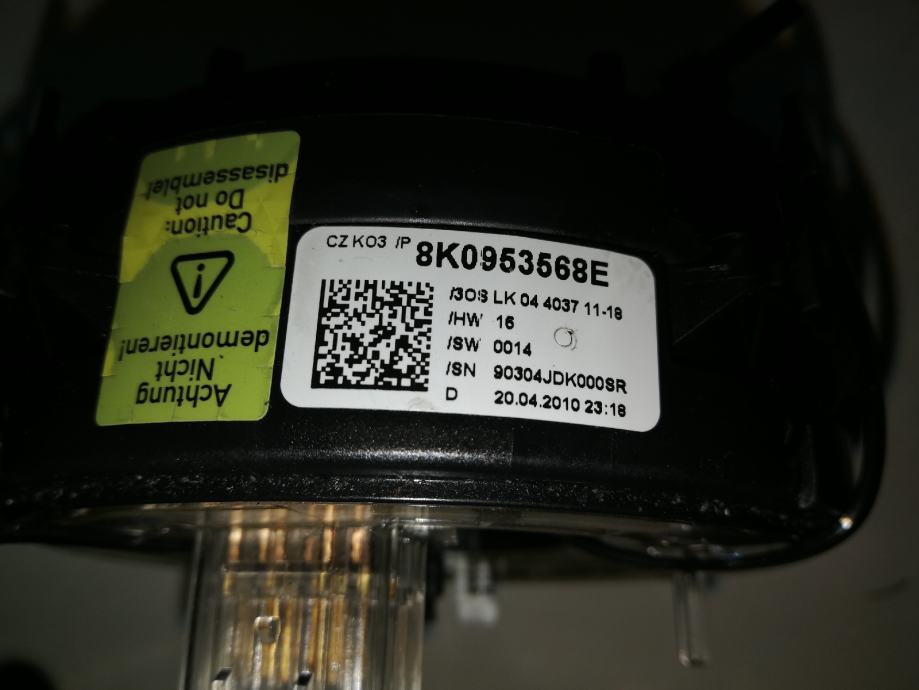 Achtung
Nicht
demontieren!
Caution:
Do not
disassemble!
CZ KO3 /P 8K0953568E
/3OS LK 04 4037 11-18
/HW 16
/SW 0014
/SN 90304JDK000SR
D 20.04.2010 23:18